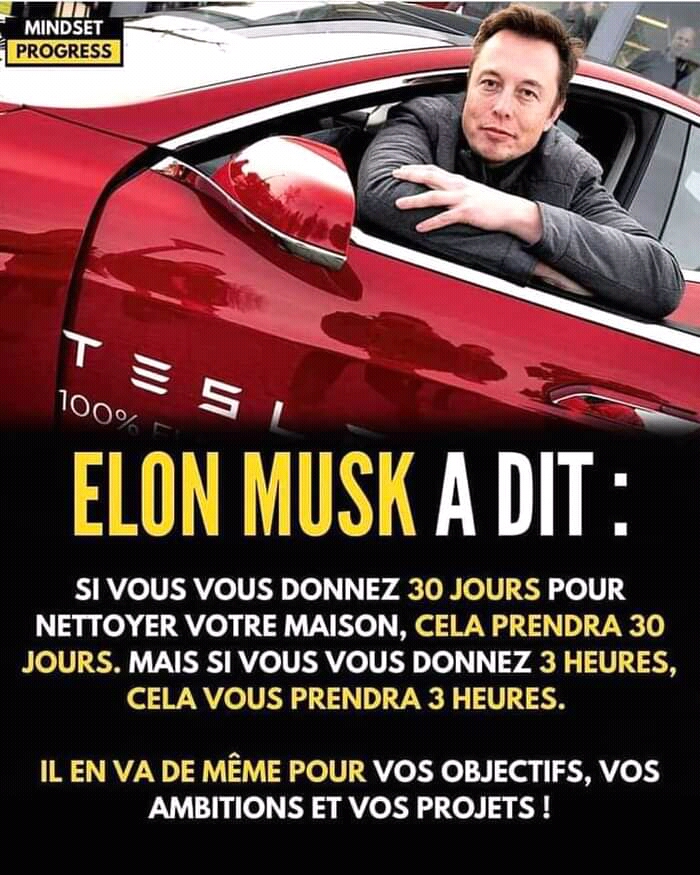 MINDSET
PROGRESS
TESL
100%
ELON MUSK A DIT :
SI VOUS VOUS DONNEZ 30 JOURS POUR
NETTOYER VOTRE MAISON, CELA PRENDRA 30
JOURS. MAIS SI VOUS VOUS DONNEZ 3 HEURES,
CELA VOUS PRENDRA 3 HEURES.
IL EN VA DE MÊME POUR VOS OBJECTIFS, VOS
AMBITIONS ET VOS PROJETS !